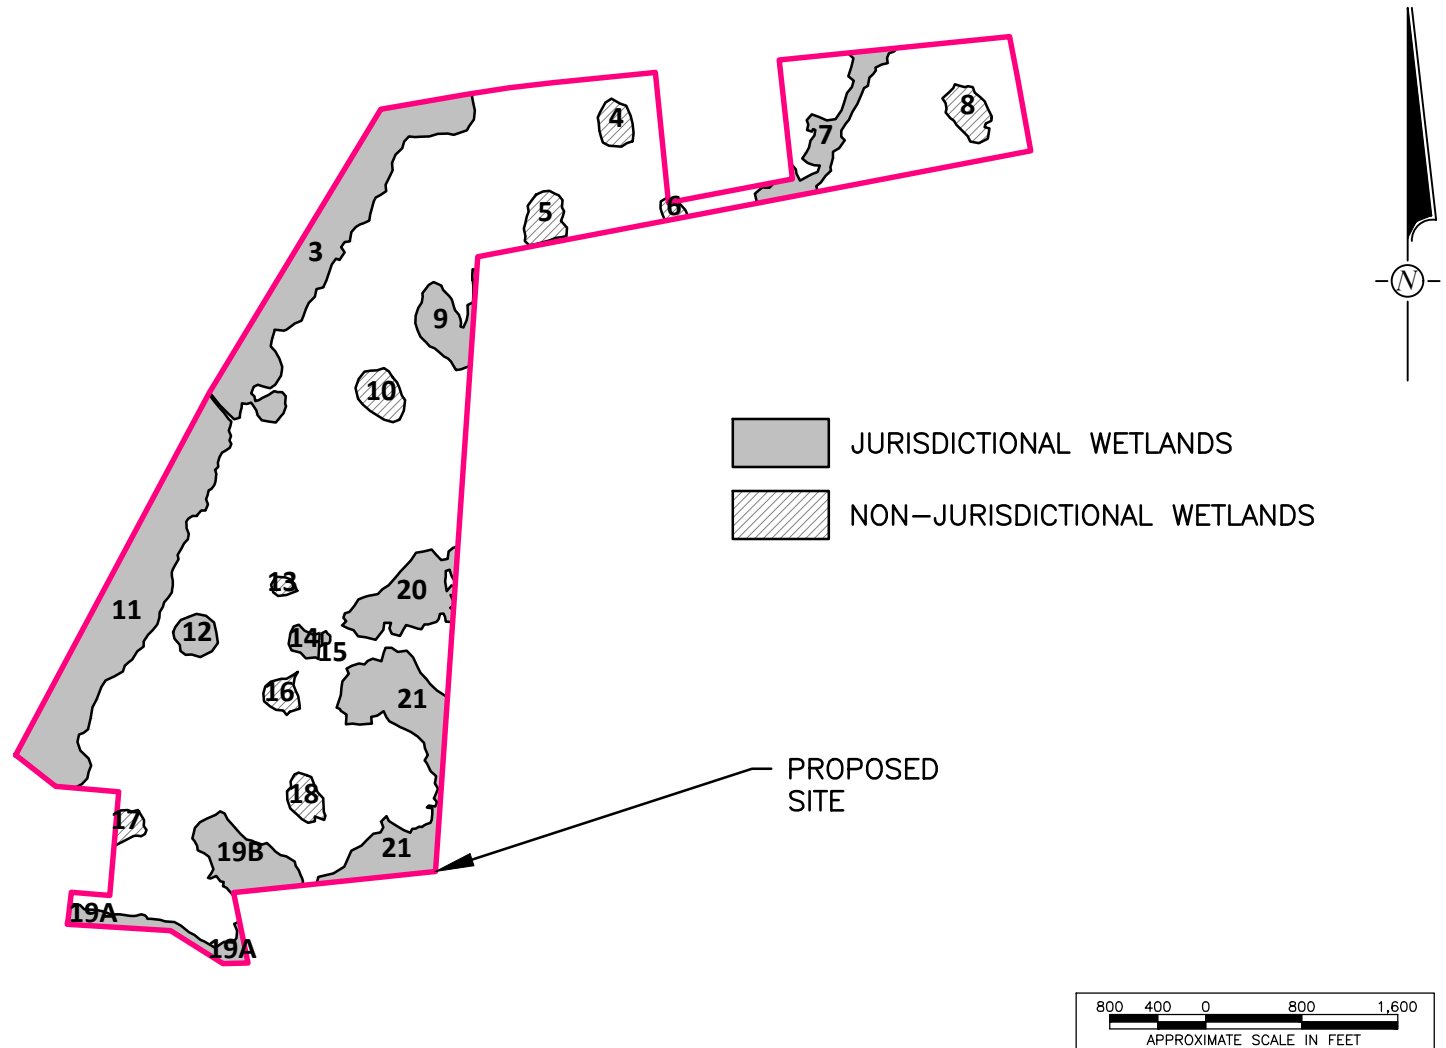 4
8
7
5
6
3
9
10
JURISDICTIONAL WETLANDS
NON-JURISDICTIONAL WETLANDS
N
13
20
11
12
14
15
16
21
PROPOSED
SITE
18
17
19B
21
19A
19A
800 400 0 800 1,600
APPROXIMATE SCALE IN FEET